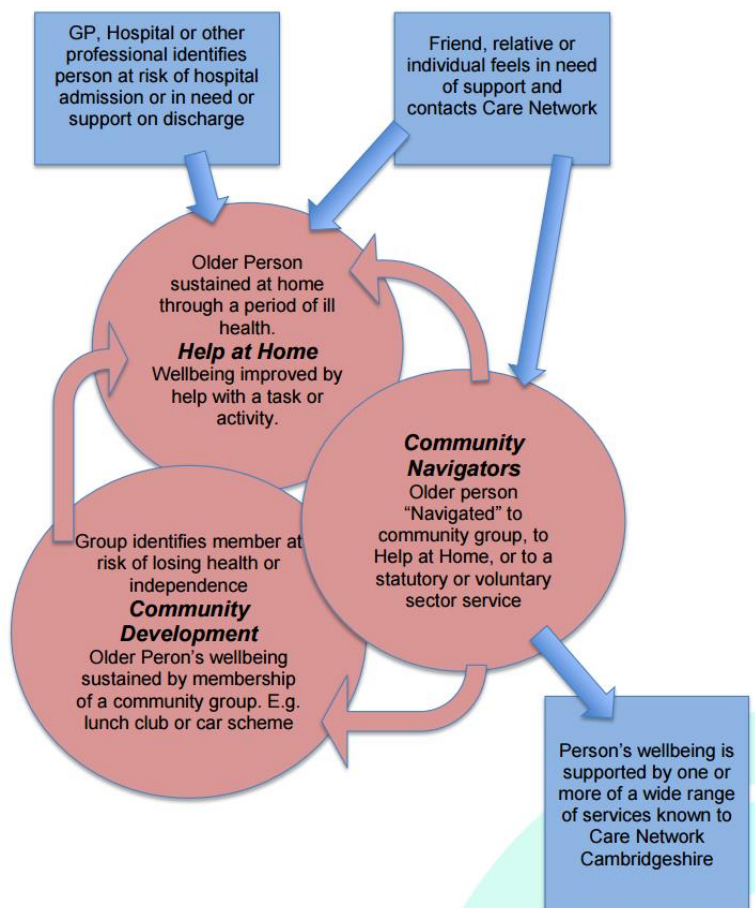 GP, Hospital or other
professional identifies
person at risk of hospital
admission or in need or
support on discharge
Friend, relative or
individual feels in need
of support and
contacts Care Network
Older Person
sustained at home
through a period of ill
health.
Help at Home
Wellbeing improved by
help with a task or
activity.
Community
Navigators
Older person
“Navigated” to
community group, to
Help at Home, or to a
statutory or voluntary
sector service
Group identifies member at
risk of losing health or
independence
Community
Development
Older Peron’s wellbeing
sustained by membership
of a community group. E.g.
lunch club or car scheme
Person’s wellbeing is
supported by one or
more of a wide range
of services known to
Care Network
Cambridgeshire